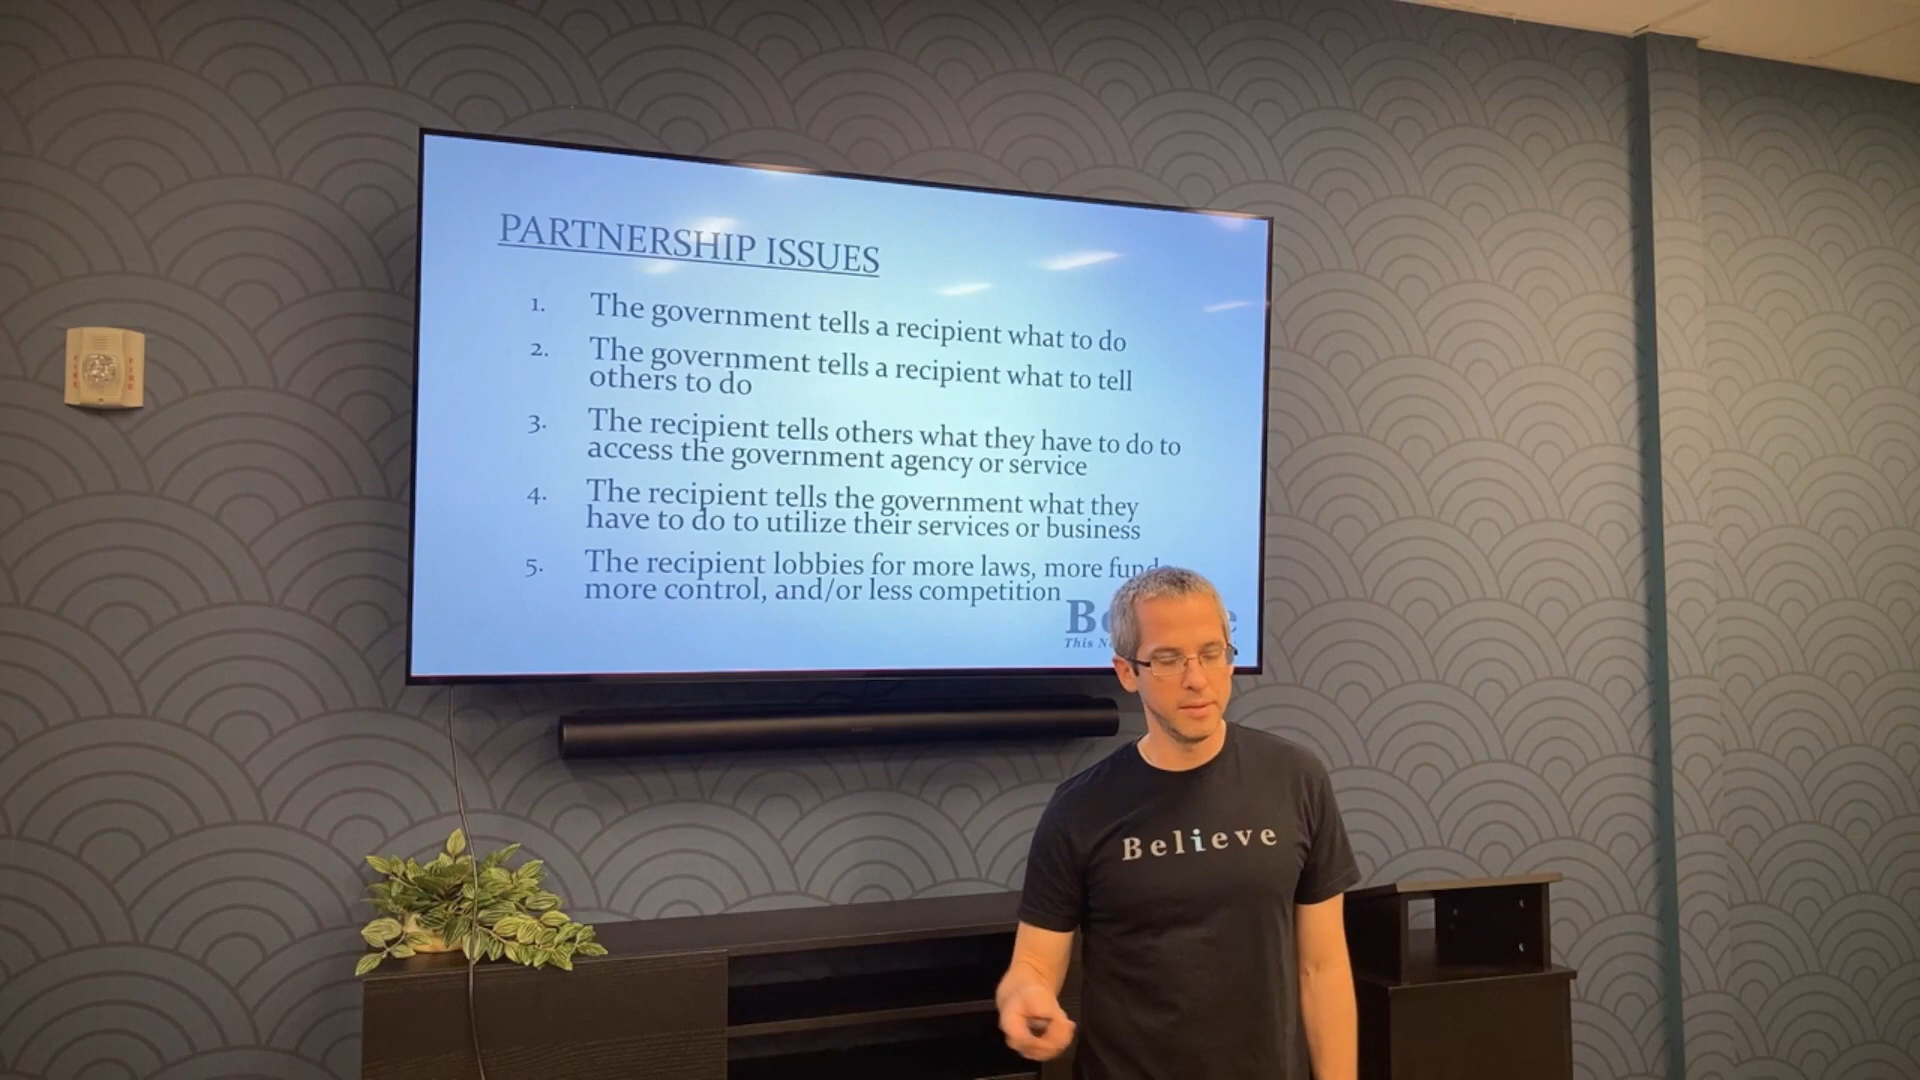 PARTNERSHIP ISSUES
1. The government tells a recipient what to do
2. The government tells a recipient what to tell
others to do
3. The recipient tells others what they have to do to
access the government agency or service
4. The recipient tells the government what they
have to do to utilize their services or business
5. The recipient lobbies for more laws, more
more control, and/or less competition
This
Believe
FIRE
FIRE